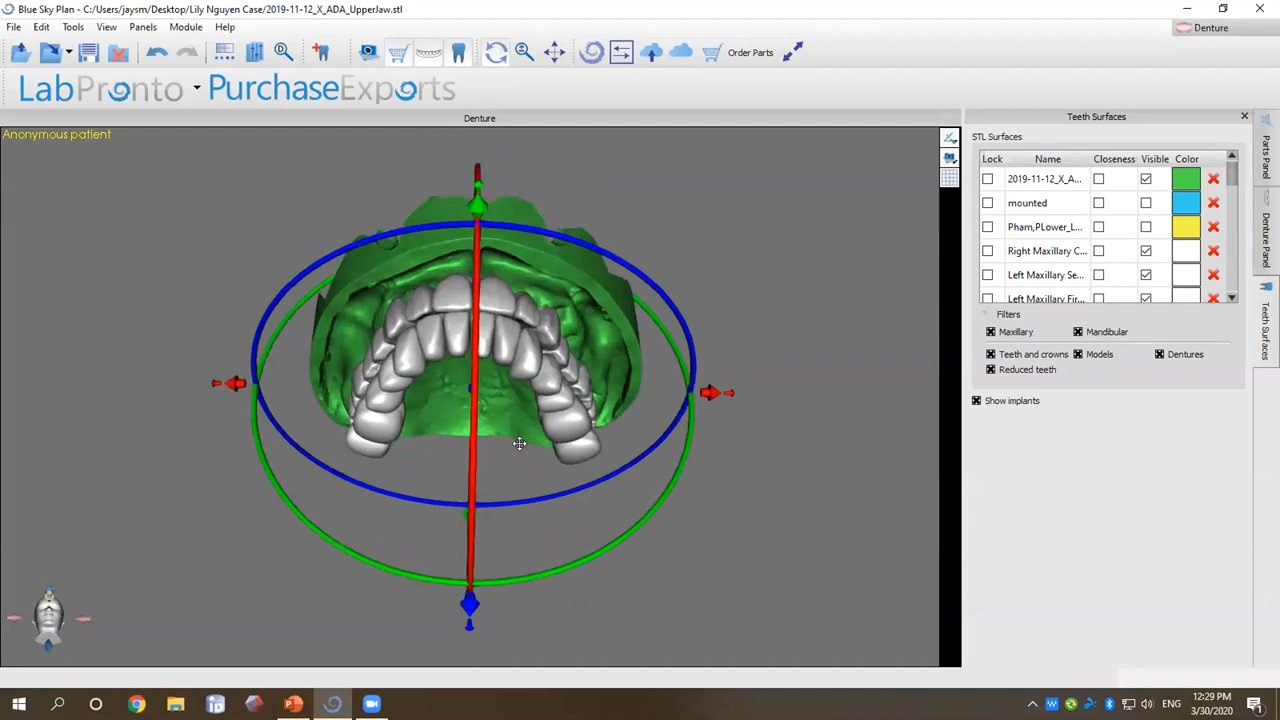 Blue Sky Plan - C:/Users/jaysm/Desktop/Lily Nguyen Case/2019-11-12_X_ADA_UpperJaw.stl
File Edit Tools View Panels Module Help
Denture
Order Parts
LabPronto PurchaseExports
Denture
Teeth Surfaces
Anonymous patient
STL Surfaces
Lock Name Closeness Visible Color
2019-11-12_X_A...
mounted
Pham,PLower_L...
Right Maxillary C...
Left Maxillary Se...
Left Maxillary Fir...
Filters
Maxillary Mandibular
Teeth and crowns Models Dentures
Reduced teeth
Show implants
Parts Panel
Denture Panel
Teeth Surfaces
ENG
12:29 PM
3/30/2020